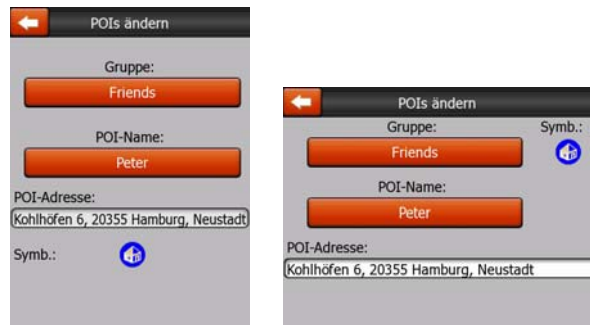 POIs ändern
Gruppe:
Friends
POI-Name:
Peter
POI-Adresse:
Kohlhöfen 6, 20355 Hamburg, Neustadt
Symb.:
POIs ändern
Gruppe: Symb.:
Friends
POI-Name:
Peter
POI-Adresse:
Kohlhöfen 6, 20355 Hamburg, Neustadt